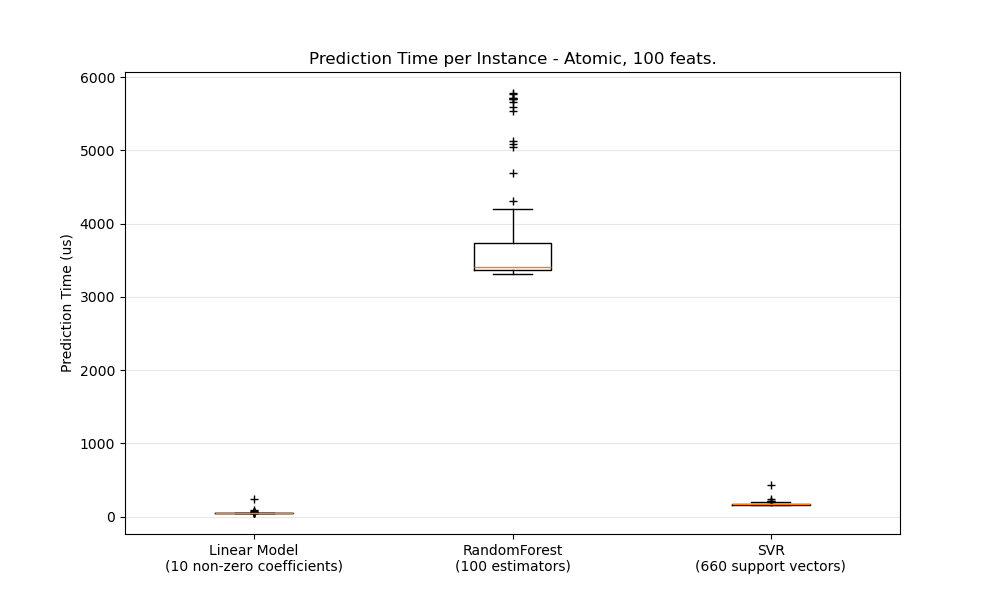 Prediction Time per Instance - Atomic, 100 feats.
Prediction Time (us)
6000
5000
4000
3000
2000
1000
0
Linear Model
(10 non-zero coefficients)
RandomForest
(100 estimators)
SVR
(660 support vectors)